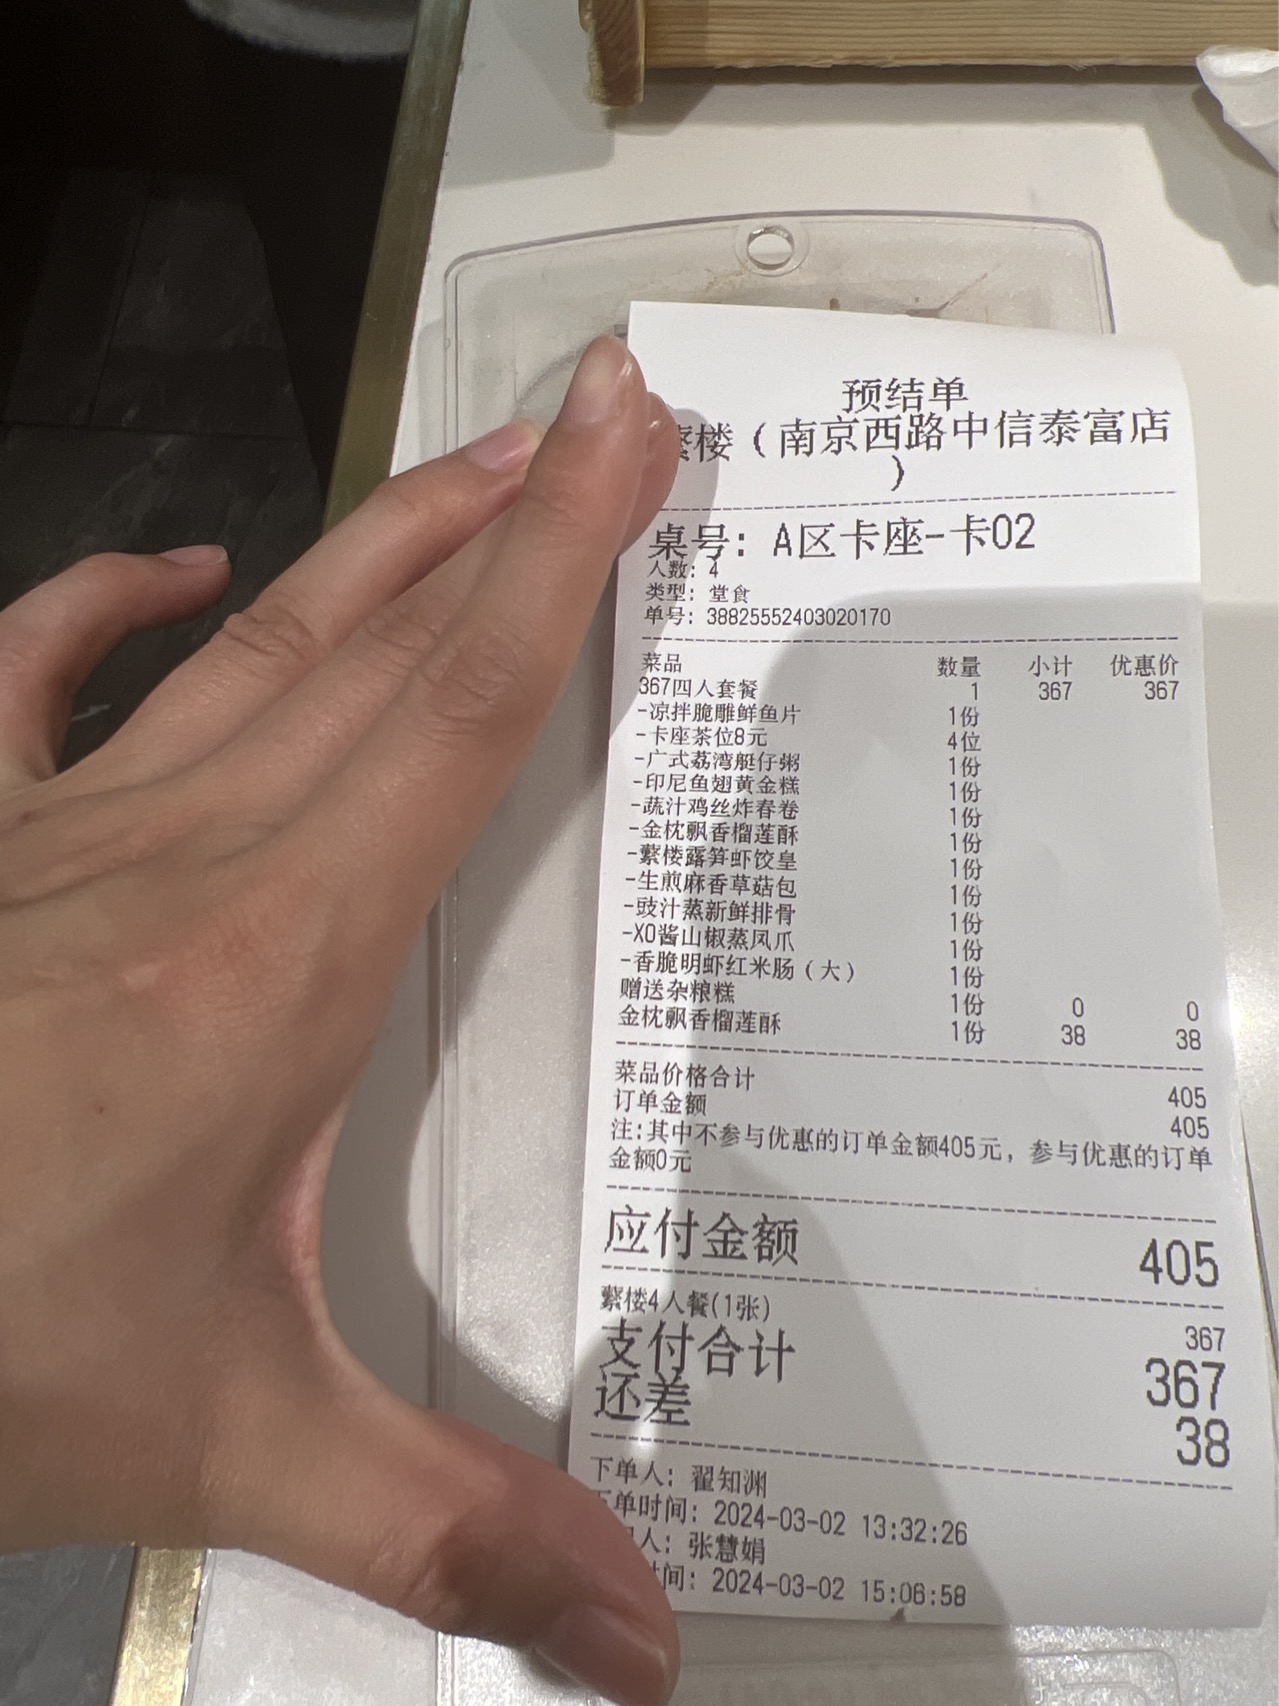 预结单
蘩楼（南京西路中信泰富店
）
桌号：A区卡座-卡02
人数：4
类型：堂食
单号：38825552403020170
菜品 数量 小计 优惠价
367四人套餐 1 367 367
-凉拌脆雕鲜鱼片 1份
-卡座茶位8元 4位
-广式荔湾艇仔粥 1份
-印尼鱼翅黄金糕 1份
-蔬汁鸡丝炸春卷 1份
-金枕飘香榴莲酥 1份
-蘩楼露笋虾饺皇 1份
-生煎麻香草菇包 1份
-豉汁蒸新鲜排骨 1份
-XO酱山椒蒸凤爪 1份
-香脆明虾红米肠（大） 1份
赠送杂粮糕 1份 0 0
金枕飘香榴莲酥 1份 38 38
菜品价格合计 405
订单金额 405
注:其中不参与优惠的订单金额405元，参与优惠的订单
金额0元
应付金额 405
蘩楼4人餐(1张) 367
支付合计 367
还差 38
下单人：翟知渊
下单时间：2024-03-02 13:32:26
人：张慧娟
时间：2024-03-02 15:06:58